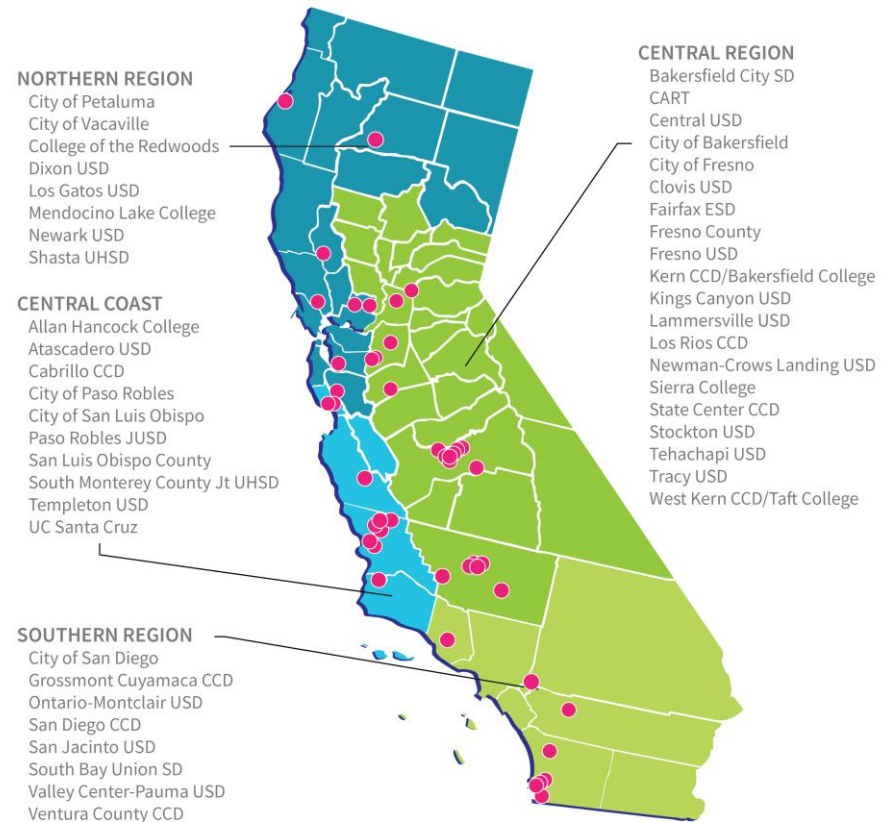 NORTHERN REGION
City of Petaluma
City of Vacaville
College of the Redwoods
Dixon USD
Los Gatos USD
Mendocino Lake College
Newark USD
Shasta UHSD
CENTRAL COAST
Allan Hancock College
Atascadero USD
Cabrillo CCD
City of Paso Robles
City of San Luis Obispo
Paso Robles JUSD
San Luis Obispo County
South Monterey County Jt UHSD
Templeton USD
UC Santa Cruz
SOUTHERN REGION
City of San Diego
Grossmont Cuyamaca CCD
Ontario-Montclair USD
San Diego CCD
San Jacinto USD
South Bay Union SD
Valley Center-Pauma USD
Ventura County CCD
CENTRAL REGION
Bakersfield City SD
CART
Central USD
City of Bakersfield
City of Fresno
Clovis USD
Fairfax ESD
Fresno County
Fresno USD
Kern CCD/Bakersfield College
Kings Canyon USD
Lammersville USD
Los Rios CCD
Newman-Crows Landing USD
Sierra College
State Center CCD
Stockton USD
Tehachapi USD
Tracy USD
West Kern CCD/Taft College